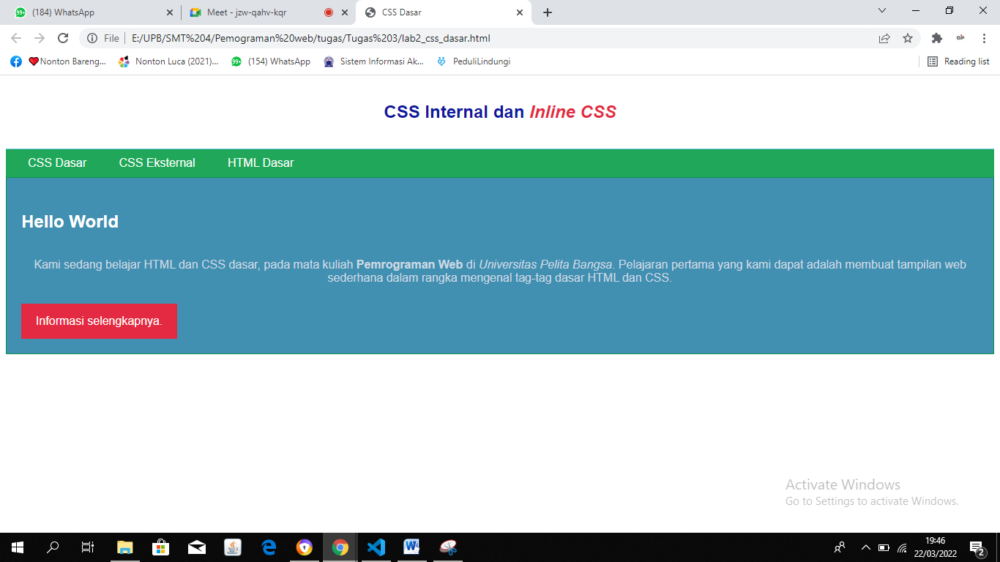 (184) WhatsApp
Meet - jzw-qahv-kqr
CSS Dasar
File
E:/UPB/SMT%204/Pemograman%20web/tugas/Tugas%203/lab2_css_dasar.html
Nonton Bareng...
Nonton Luca (2021)...
(154) WhatsApp
Sistem Informasi Ak...
PeduliLindungi
Reading list
CSS Internal dan Inline CSS
CSS Dasar
CSS Eksternal
HTML Dasar
Hello World
Kami sedang belajar HTML dan CSS dasar, pada mata kuliah Pemrograman Web di Universitas Pelita Bangsa. Pelajaran pertama yang kami dapat adalah membuat tampilan web
sederhana dalam rangka mengenal tag-tag dasar HTML dan CSS.
Informasi selengkapnya.
Activate Windows
Go to Settings to activate Windows.
19:46
22/03/2022
2